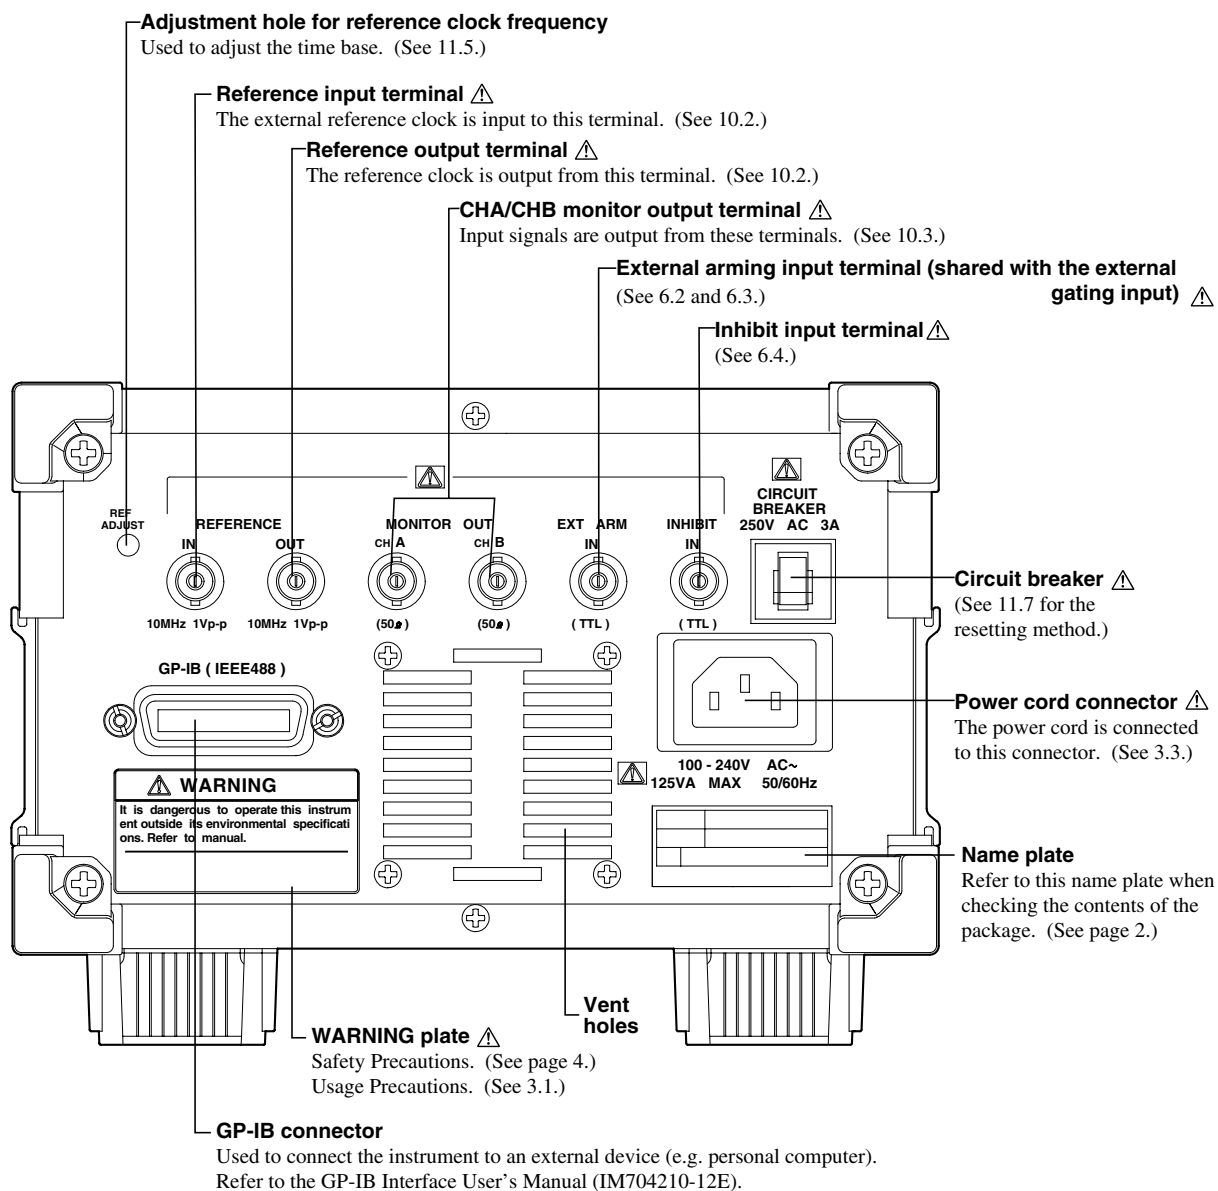 Adjustment hole for reference clock frequency
Used to adjust the time base. (See 11.5.)
Reference input terminal ⚠
The external reference clock is input to this terminal. (See 10.2.)
Reference output terminal ⚠
The reference clock is output from this terminal. (See 10.2.)
CHA/CHB monitor output terminal ⚠
Input signals are output from these terminals. (See 10.3.)
External arming input terminal (shared with the external
gating input) ⚠
(See 6.2 and 6.3.)
Inhibit input terminal ⚠
(See 6.4.)
CIRCUIT
BREAKER
250V AC 3A
REF
ADJUST
REFERENCE
MONITOR OUT
EXT ARM
INHIBIT
IN
OUT
CH A
CH B
IN
IN
10MHz 1Vp-p
10MHz 1Vp-p
(50
)
(50
)
( TTL )
( TTL )
Circuit breaker ⚠
(See 11.7 for the
resetting method.)
GP-IB ( IEEE488 )
Power cord connector ⚠
The power cord is connected
to this connector. (See 3.3.)
100 - 240V AC~
125VA MAX 50/60Hz
⚠ WARNING
It is dangerous to operate this instrum
ent outside its environmental specificati
ons. Refer to manual.
Name plate
Refer to this name plate when
checking the contents of the
package. (See page 2.)
Vent
holes
WARNING plate ⚠
Safety Precautions. (See page 4.)
Usage Precautions. (See 3.1.)
GP-IB connector
Used to connect the instrument to an external device (e.g. personal computer).
Refer to the GP-IB Interface User's Manual (IM704210-12E).